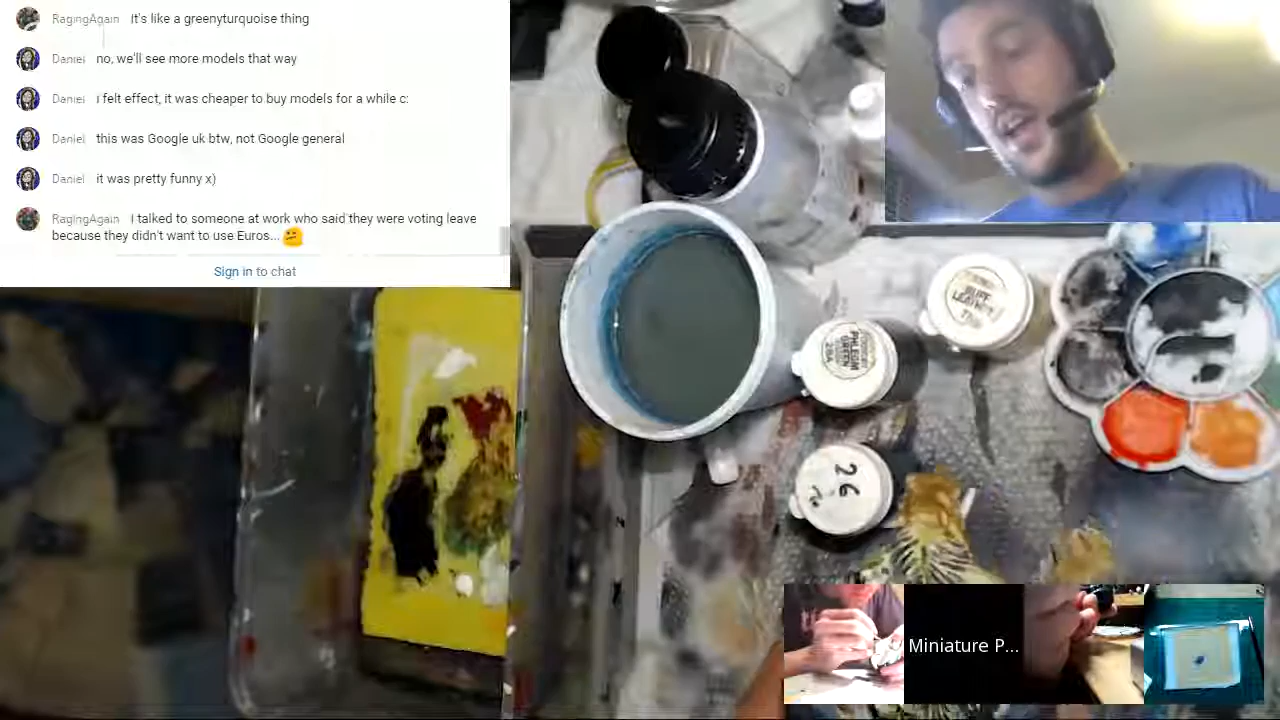 RagingAgain It's like a greenyturquoise thing
Daniel no, we'll see more models that way
Daniel I felt effect, it was cheaper to buy models for a while c:
Daniel this was Google uk btw, not Google general
Daniel it was pretty funny x)
RagingAgain I talked to someone at work who said they were voting leave
because they didn't want to use Euros... 😕
Sign in to chat
PHLEGM
GREEN
28A
26
Miniature P...